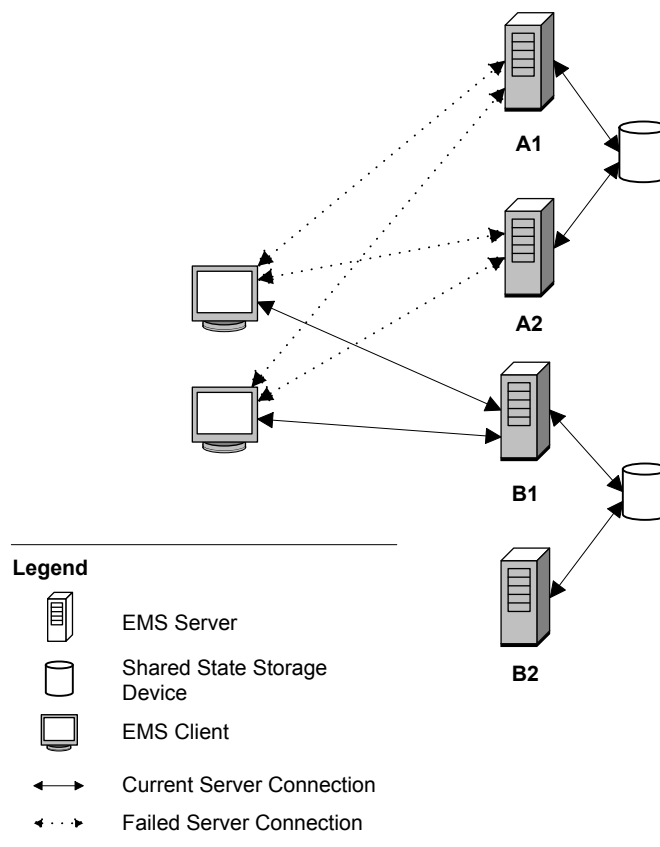 A1
A2
B1
B2
Legend
EMS Server
Shared State Storage
Device
EMS Client
Current Server Connection
Failed Server Connection